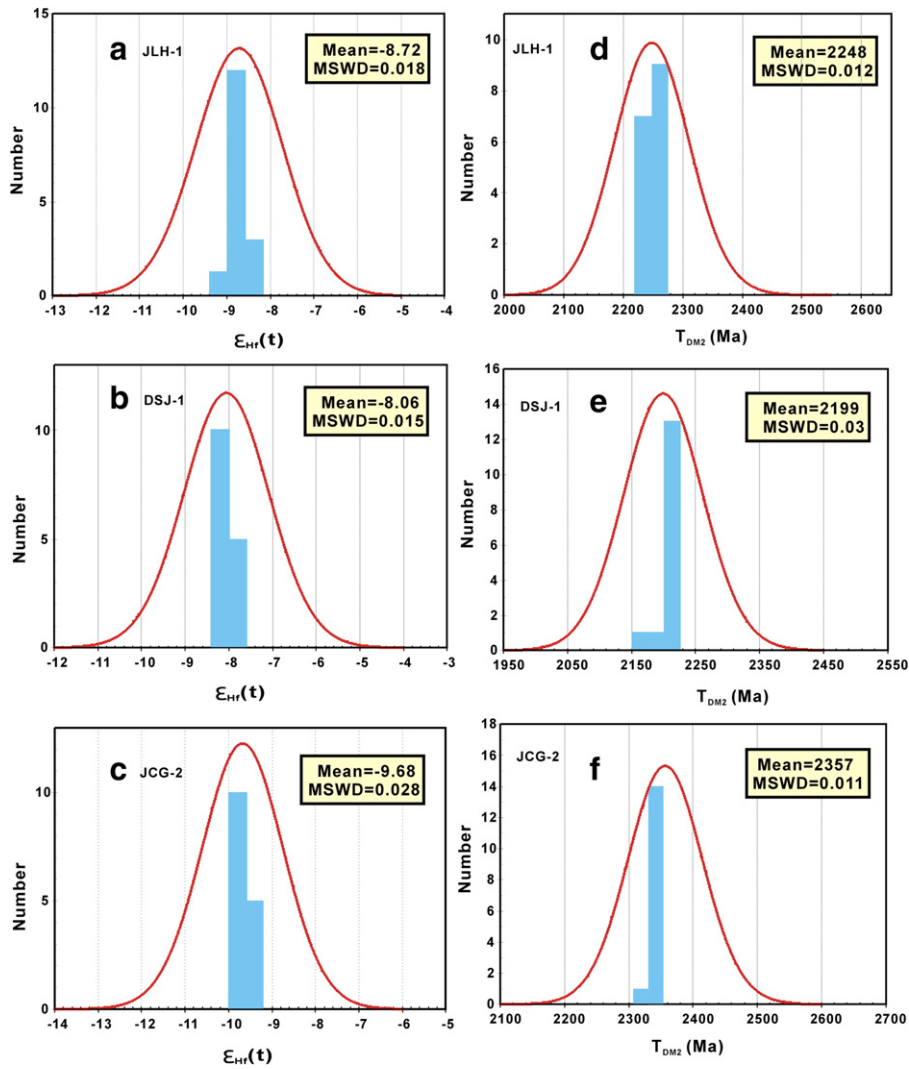 a
JLH-1
Mean=-8.72
MSWD=0.018
Number
15
10
5
0
-13 -12 -11 -10 -9 -8 -7 -6 -5 -4
εHf(t)
d
JLH-1
Mean=2248
MSWD=0.012
Number
10
8
6
4
2
0
2000 2100 2200 2300 2400 2500 2600
TDM2 (Ma)
b
DSJ-1
Mean=-8.06
MSWD=0.015
Number
10
5
0
-12 -11 -10 -9 -8 -7 -6 -5 -4 -3
εHf(t)
e
DSJ-1
Mean=2199
MSWD=0.03
Number
16
14
12
10
8
6
4
2
0
1950 2050 2150 2250 2350 2450 2550
TDM2 (Ma)
c
JCG-2
Mean=-9.68
MSWD=0.028
Number
10
5
0
-14 -13 -12 -11 -10 -9 -8 -7 -6 -5
εHf(t)
f
JCG-2
Mean=2357
MSWD=0.011
Number
18
16
14
12
10
8
6
4
2
0
2100 2200 2300 2400 2500 2600 2700
TDM2 (Ma)